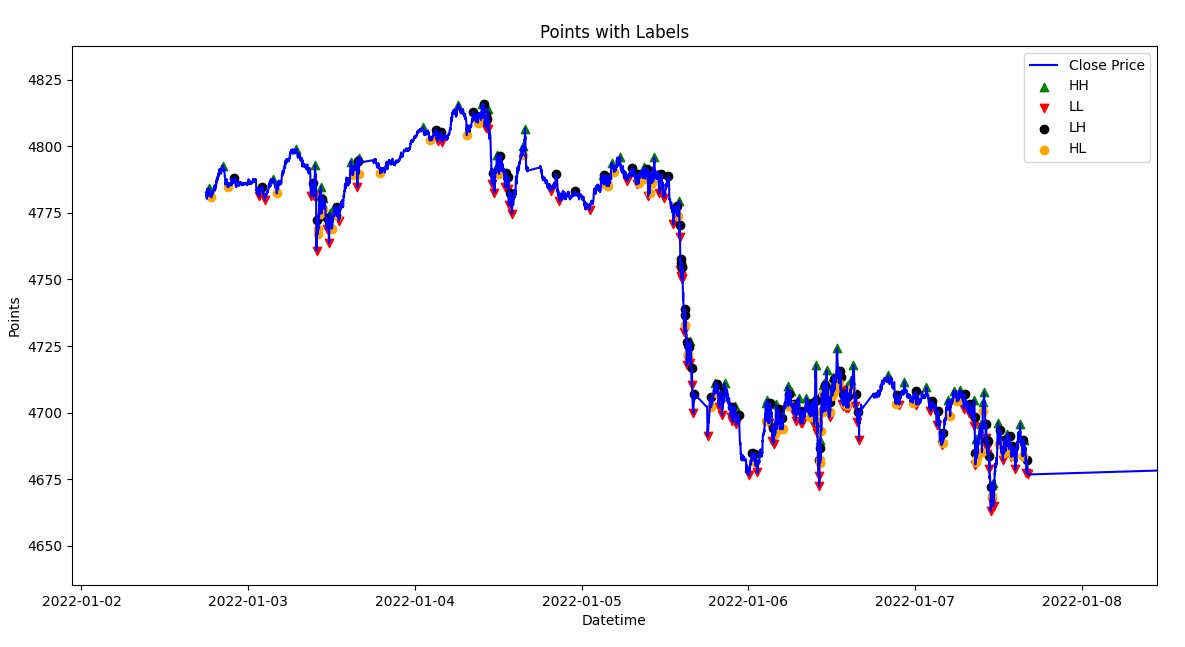 Points with Labels
Close Price
HH
LL
LH
HL
4825
4800
4775
4750
4725
4700
4675
4650
Points
2022-01-02
2022-01-03
2022-01-04
2022-01-05
2022-01-06
2022-01-07
2022-01-08
Datetime